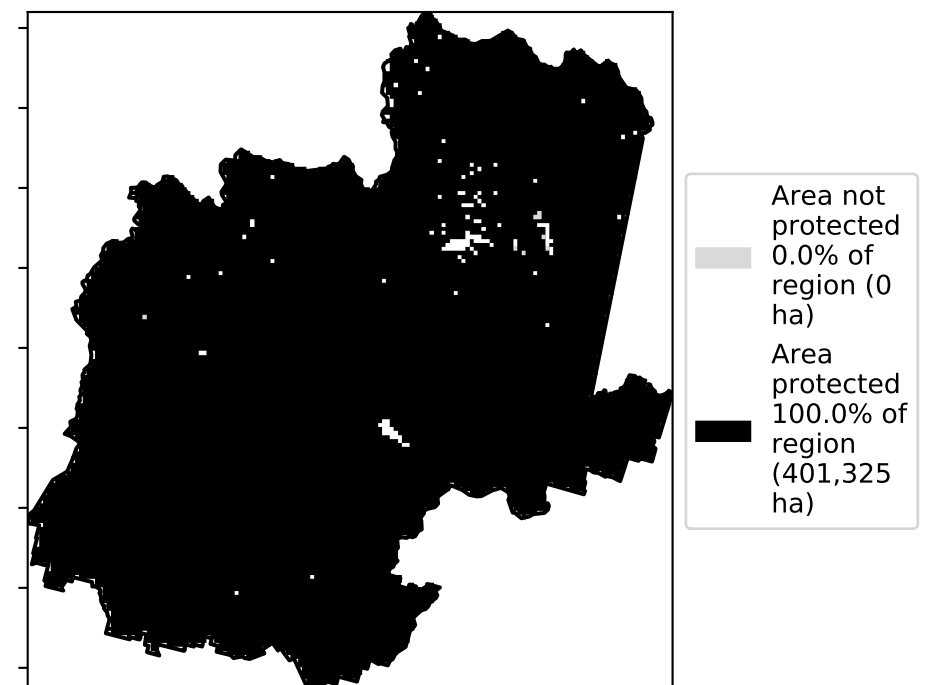 Area not
protected
0.0% of
region (0
ha)
Area
protected
100.0% of
region
(401,325
ha)